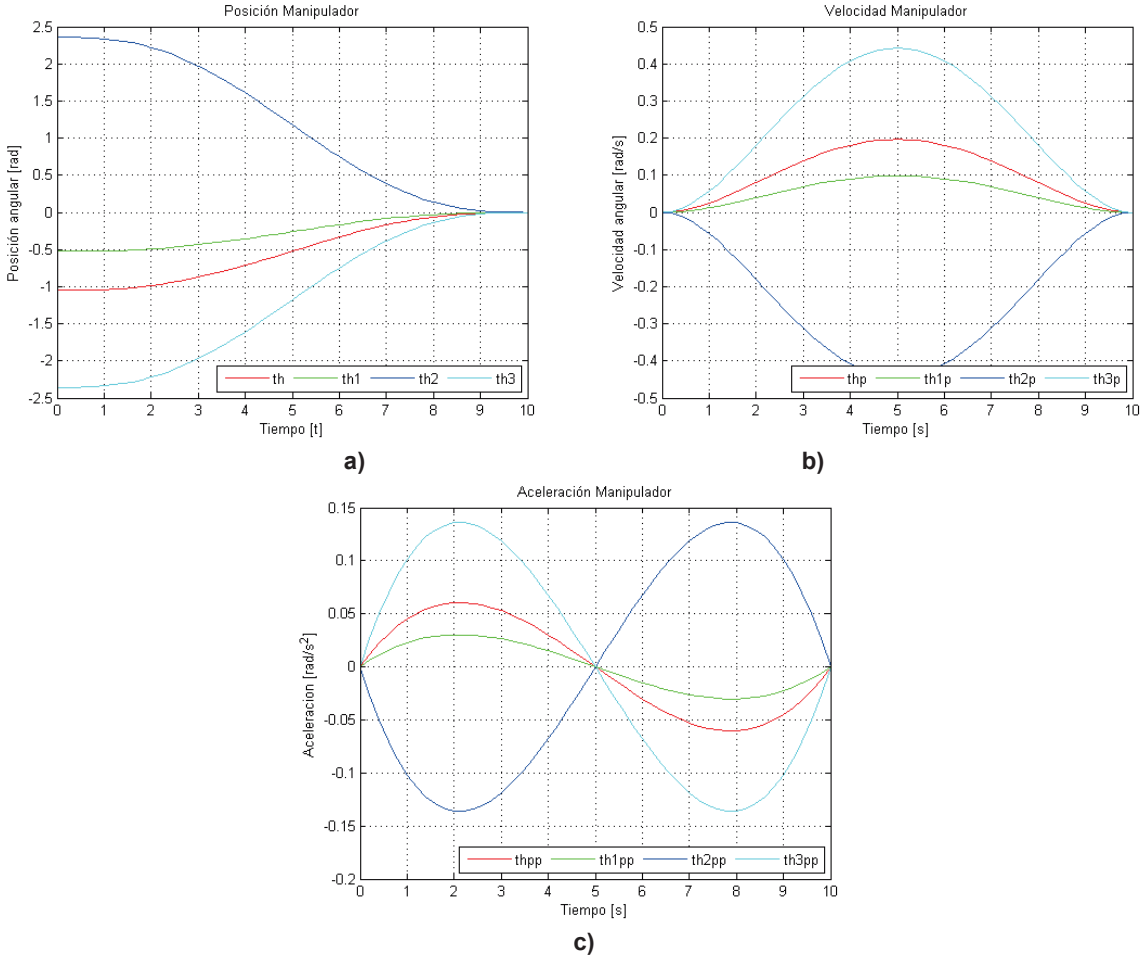 Posición Manipulador
2.5
2
1.5
1
0.5
0
-0.5
-1
-1.5
-2
-2.5
Posición angular [rad]
th th1 th2 th3
0 1 2 3 4 5 6 7 8 9 10
Tiempo [t]
a)
Velocidad Manipulador
0.5
0.4
0.3
0.2
0.1
0
-0.1
-0.2
-0.3
-0.4
-0.5
Velocidad angular [rad/s]
thp th1p th2p th3p
0 1 2 3 4 5 6 7 8 9 10
Tiempo [s]
b)
Aceleración Manipulador
0.15
0.1
0.05
0
-0.05
-0.1
-0.15
-0.2
Aceleracion [rad/s²]
thpp th1pp th2pp th3pp
0 1 2 3 4 5 6 7 8 9 10
Tiempo [s]
c)